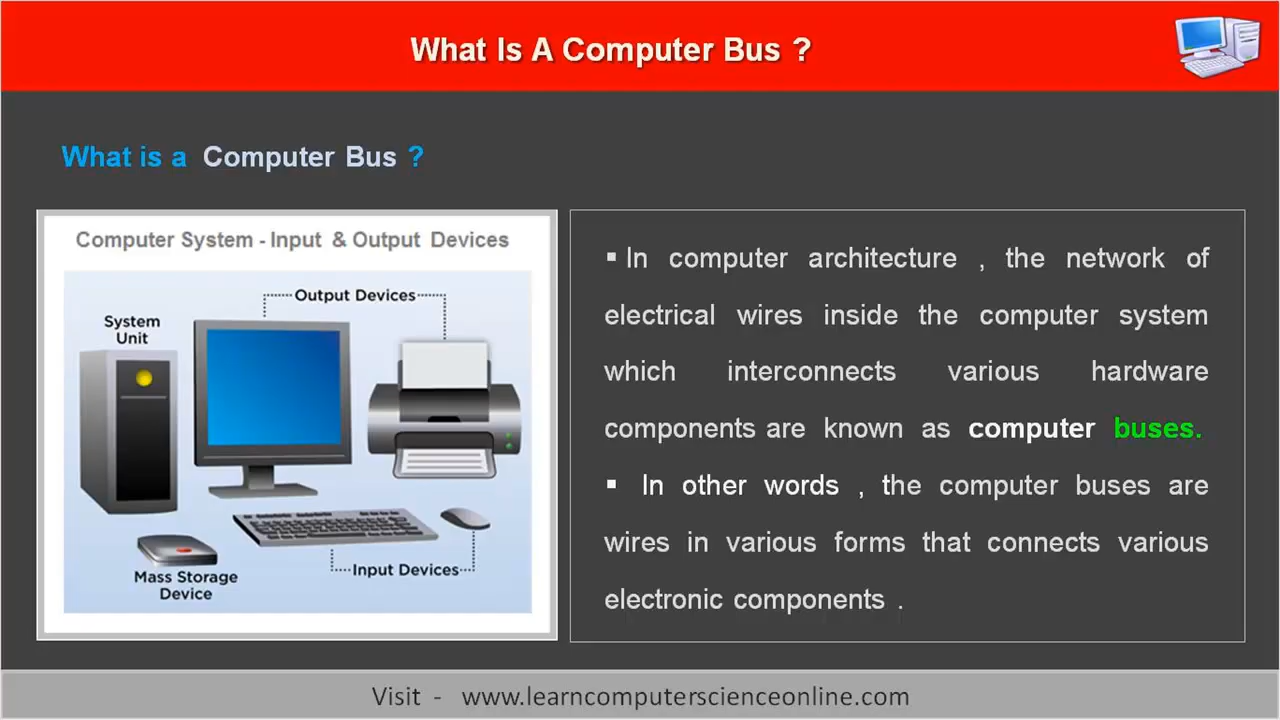 What Is A Computer Bus ?
What is a Computer Bus ?
Computer System - Input & Output Devices
Output Devices
System
Unit
Input Devices
Mass Storage
Device
▪ In computer architecture , the network of
electrical wires inside the computer system
which interconnects various hardware
components are known as computer buses.
▪ In other words , the computer buses are
wires in various forms that connects various
electronic components .
Visit - www.learncomputerscienceonline.com